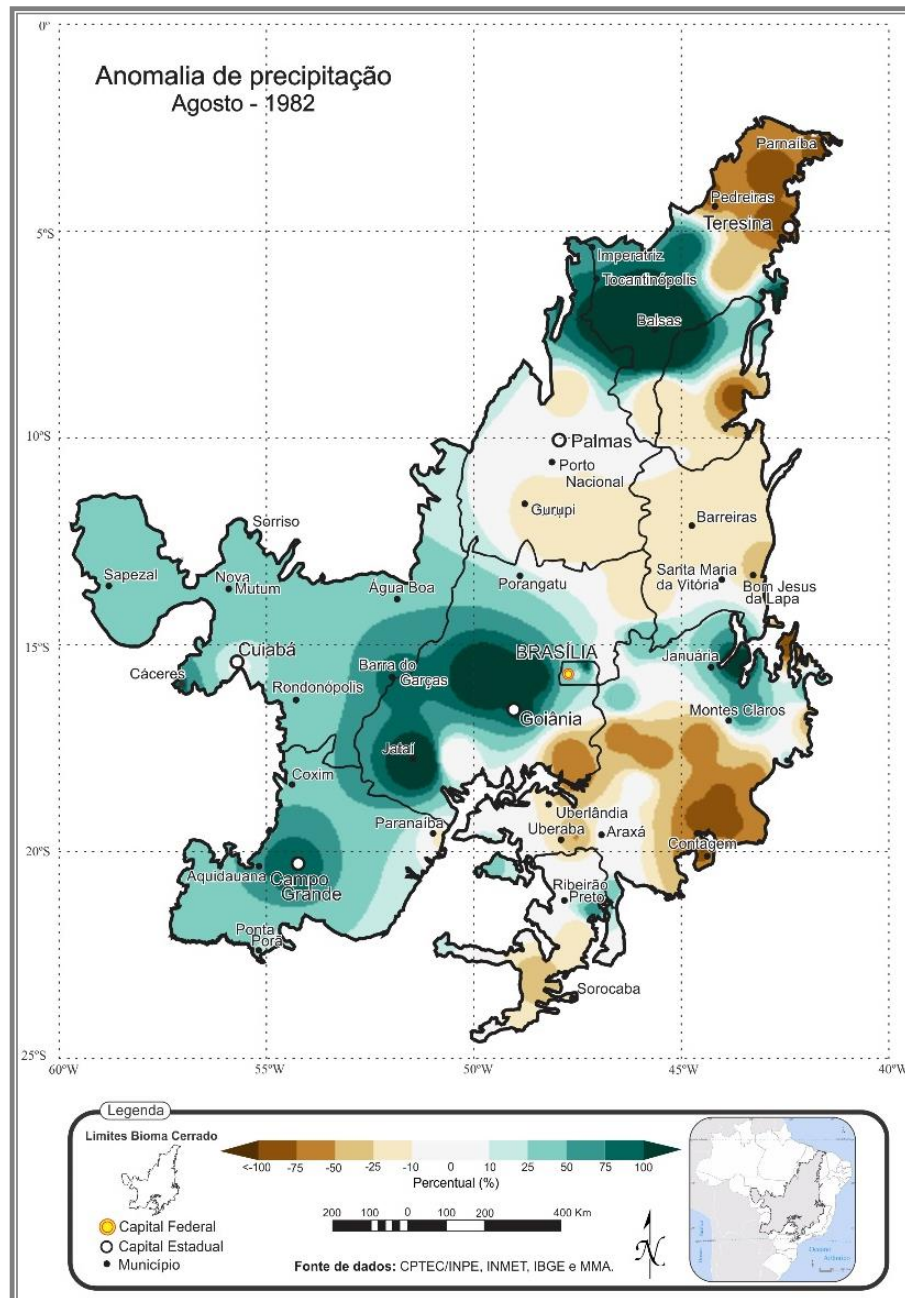 0°
Anomalia de precipitação
Agosto - 1982
Parnaíba
Pedreiras
Teresina
5°S
Imperatriz
Tocantinópolis
Balsas
10°S
Palmas
Porto
Nacional
Gurupi
Barreiras
Sorriso
Sapezal
Nova
Mutum
Água Boa
Porangatu
Santa Maria
da Vitória
Bom Jesus
da Lapa
15°S
Cuiabá
BRASÍLIA
Januária
Cáceres
Barra do
Garças
Rondonópolis
Goiânia
Montes Claros
Jataí
Coxim
Paranaíba
Uberlândia
Uberaba
Araxá
20°S
Contagem
Aquidauana
Campo
Grande
Ribeirão
Preto
Ponta
Porã
Sorocaba
25°S
60°W
55°W
50°W
45°W
40°W
Legenda
Limites Bioma Cerrado
<-100 -75 -50 -25 -10 0 10 25 50 75 100
Percentual (%)
200 100 0 100 200 400 Km
Capital Federal
Capital Estadual
Município
N
Fonte de dados: CPTEC/INPE, INMET, IBGE e MMA.
Oceano
Atlântico